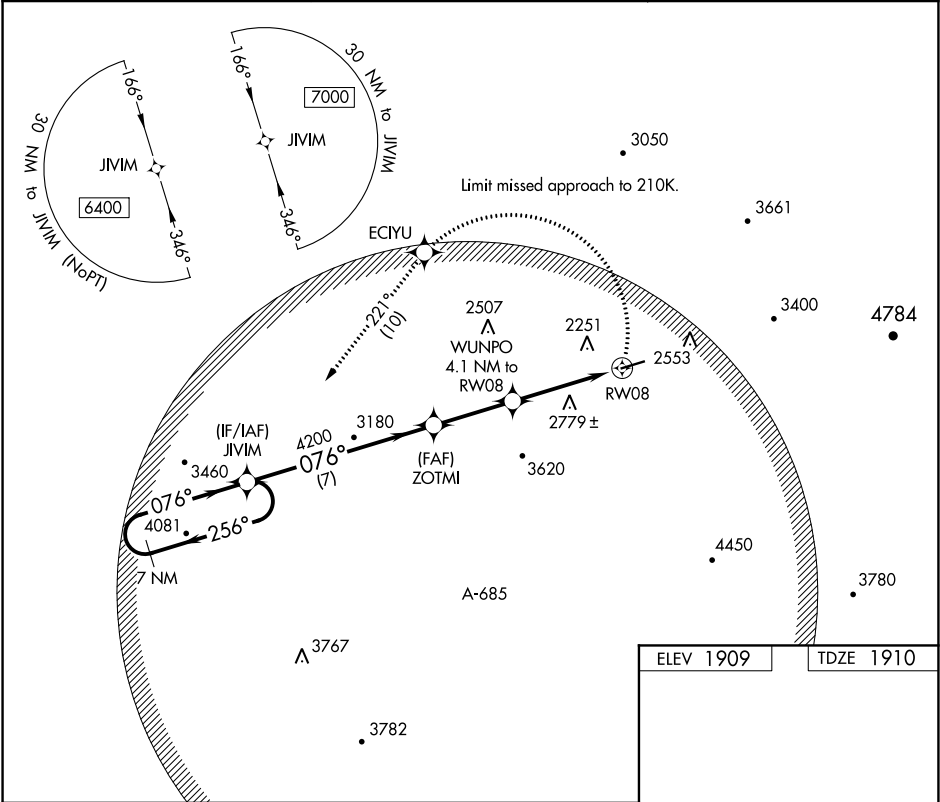 30 NM to JIVIM (NoPT)
166°
JIVIM
6400
346°
30 NM to JIVIM
166°
7000
JIVIM
346°
3050
Limit missed approach to 210K.
3661
ECIYU
3400
4784
221°
(10)
2507
2251
2553
WUNPO
4.1 NM to
RW08
RW08
2779 ±
(IF/IAF)
JIVIM
4200
3180
076°
(7)
(FAF)
ZOTMI
3620
3460
076°
4081
256°
7 NM
4450
3780
A-685
3767
3782
ELEV 1909
TDZE 1910